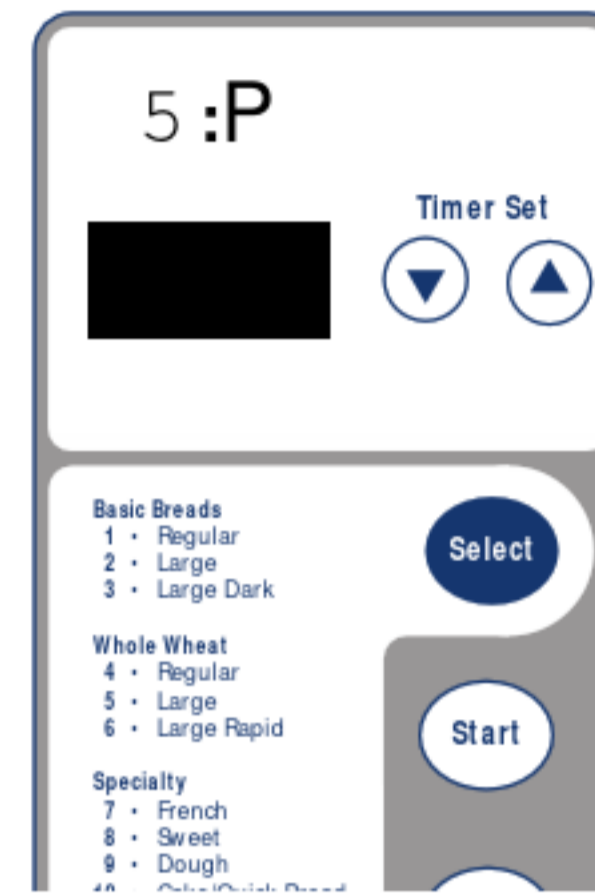 5 :P
Timer Set
Select
Basic Breads
1 · Regular
2 · Large
3 · Large Dark
Whole Wheat
4 · Regular
5 · Large
6 · Large Rapid
Start
Specialty
7 · French
8 · Sweet
9 · Dough